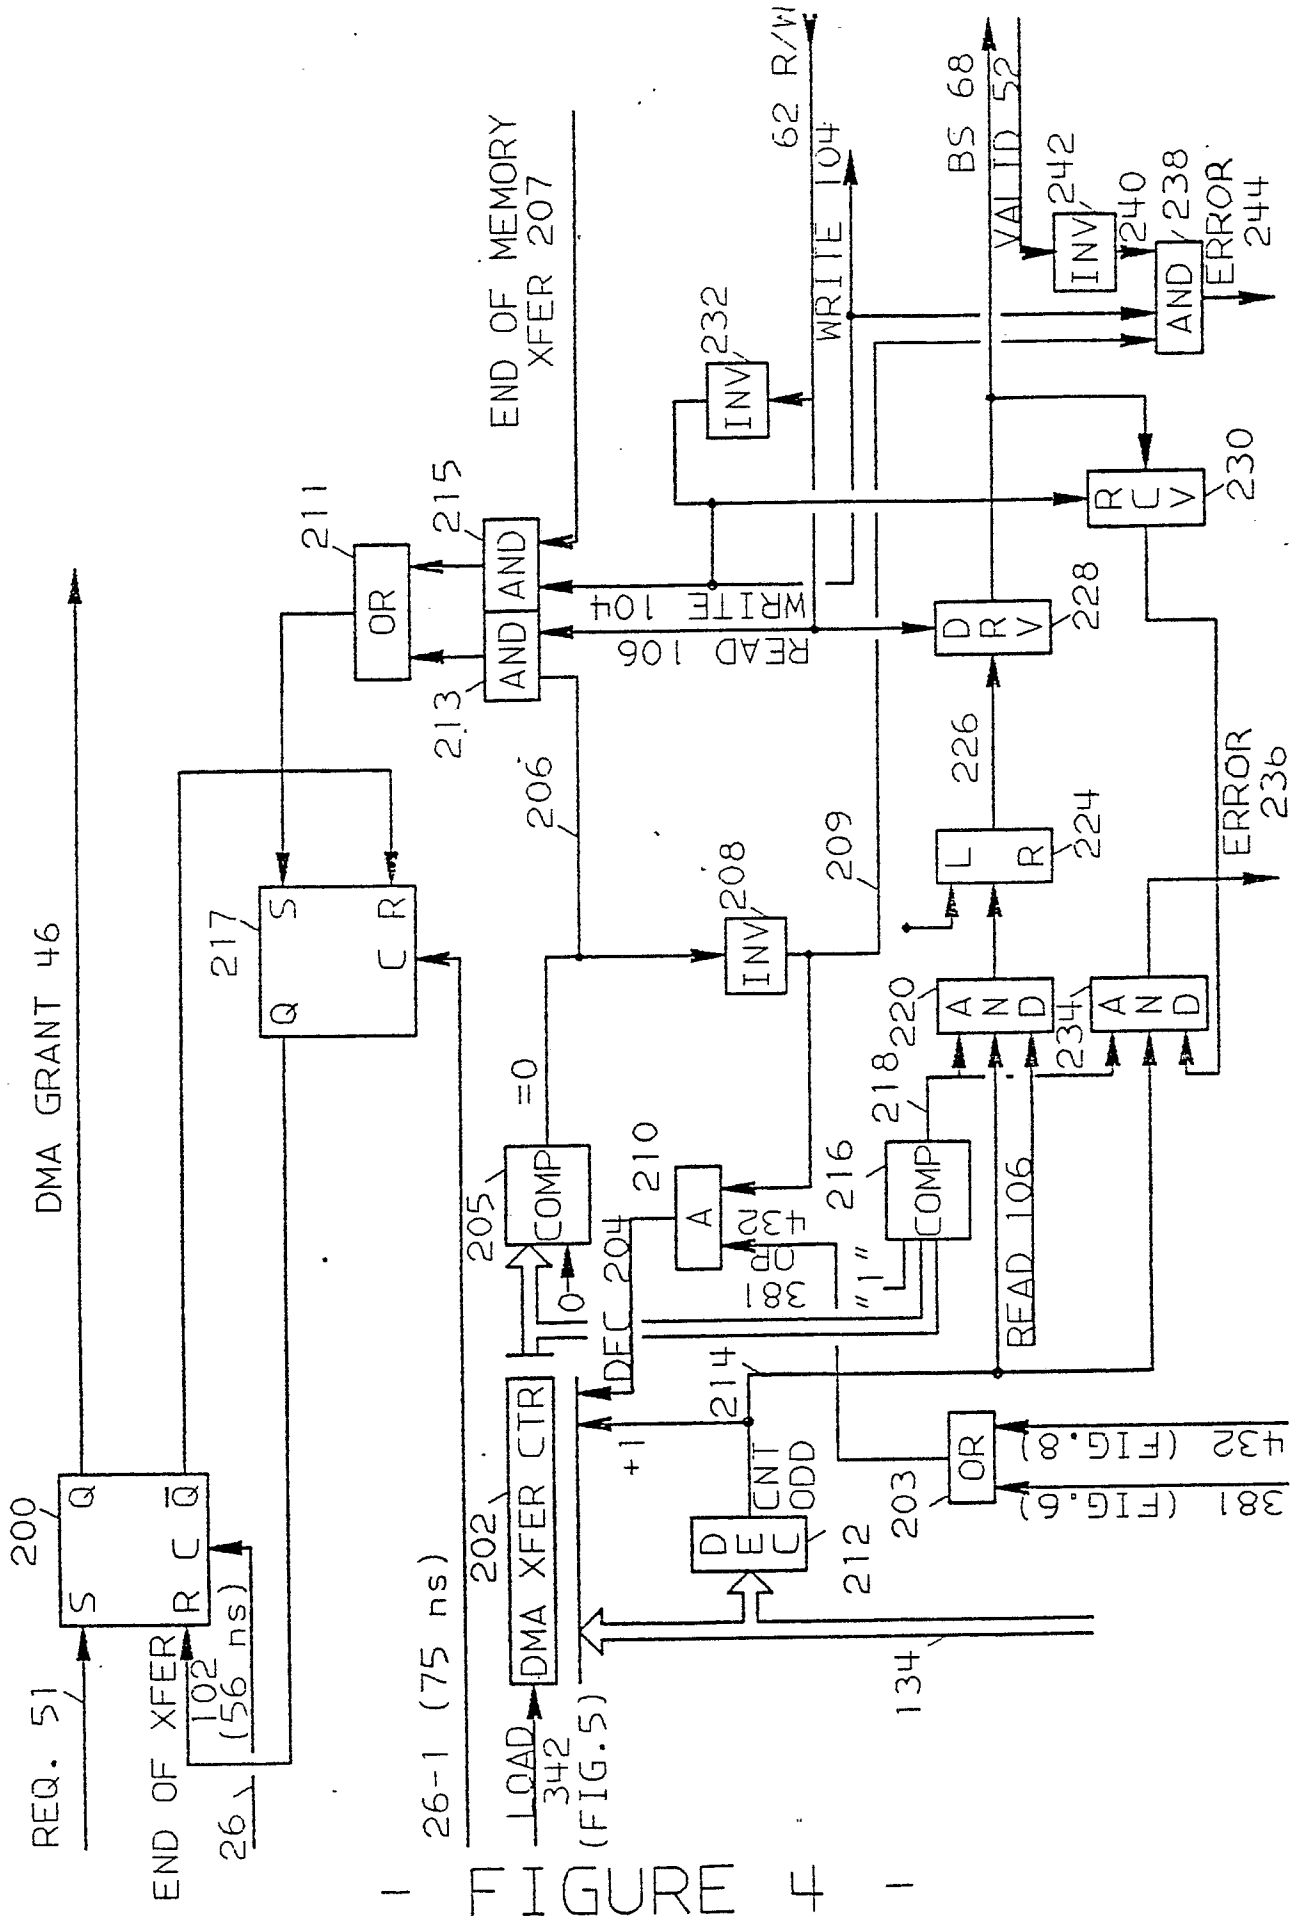 REQ. 51
200
S Q
R C Q
DMA GRANT 46
END OF XFER
102
(56 ns)
26
217
Q S
C R
211
OR
26-1 (75 ns)
202
DMA XFER CTR
LOAD
342
(FIG.5)
205
COMP
0
=0
206
213
AND
AND
215
END OF MEMORY
XFER 207
+1
DEC 204
210
A
381
OR
432
208
INV
READ 106
WRITE 104
232
INV
62 R/W
WRITE 104
209
134
DEC
212
CNT
ODD
214
203
OR
381 (FIG.6)
432 (FIG.8)
"1"
216
COMP
218
READ 106
220
AND
224
L R
226
DRV
228
BS 68
VALID 52
234
AND
ERROR
236
RCV
230
INV
242
240
AND
238
ERROR
244
- FIGURE 4 -